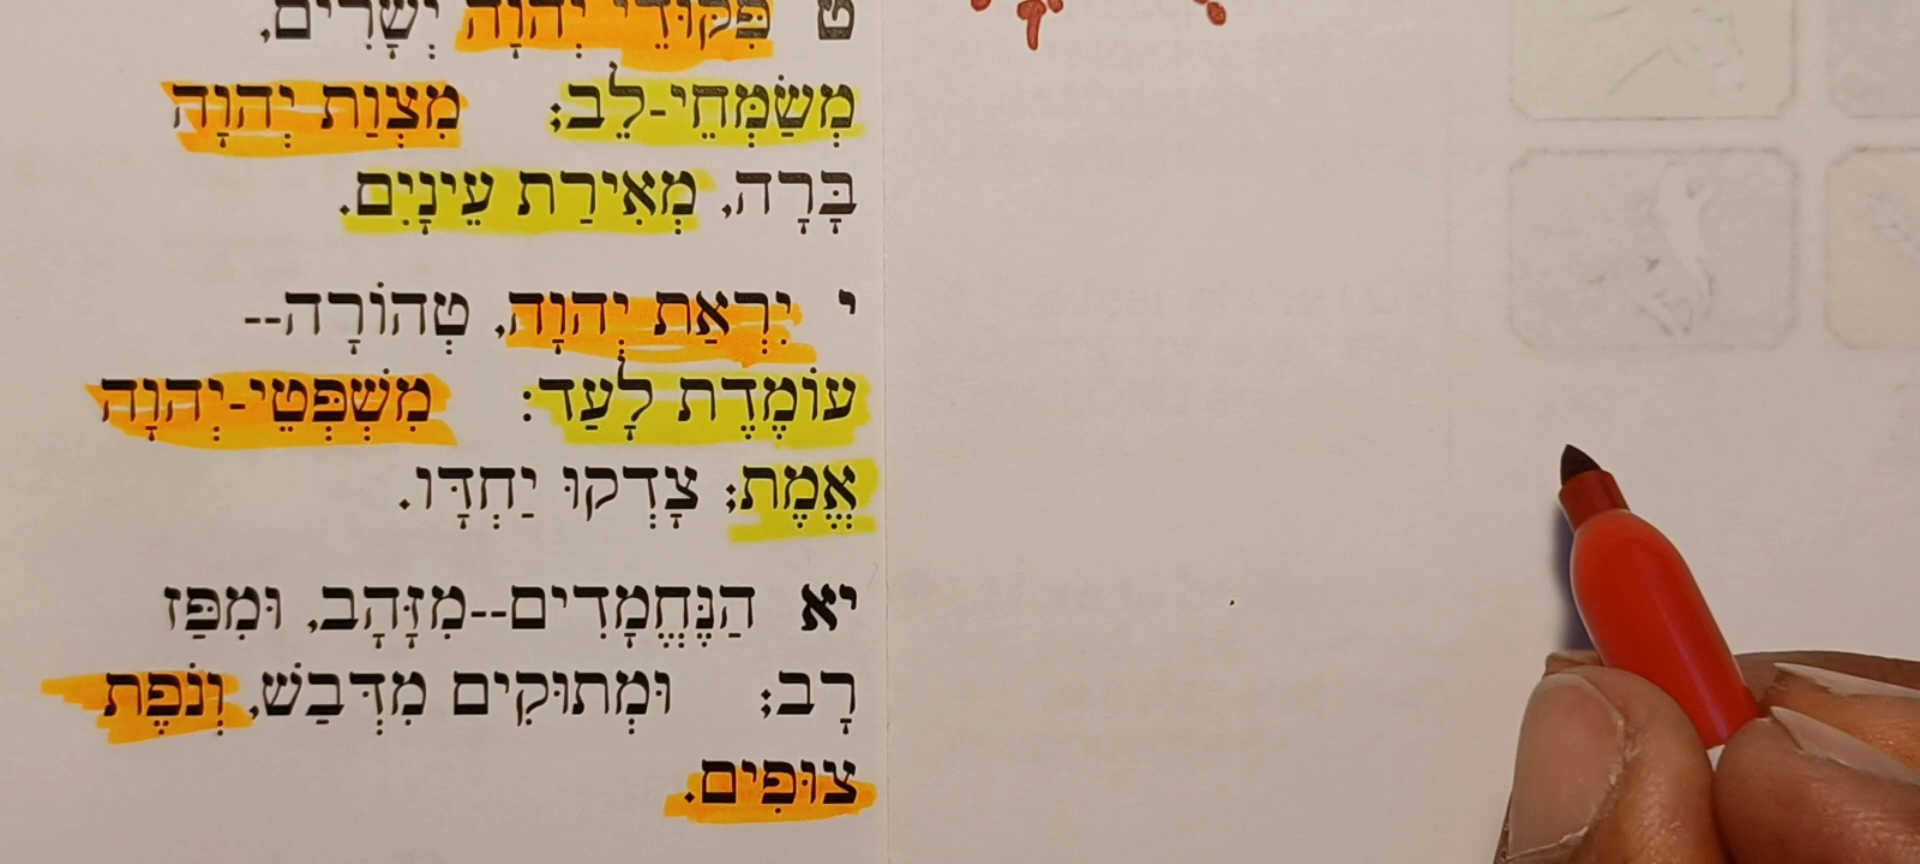 ט פִּקּוּדֵי יְהוָה יְשָׁרִים,
מְשַׂמְּחֵי-לֵב; מִצְוַת יְהוָה
בָּרָה, מְאִירַת עֵינָיִם.
י יִרְאַת יְהוָה, טְהוֹרָה--
עוֹמֶדֶת לָעַד: מִשְׁפְּטֵי-יְהוָה
אֱמֶת; צָדְקוּ יַחְדָּו.
יא הַנֶּחֱמָדִים--מִזָּהָב, וּמִפַּז
רָב; וּמְתוּקִים מִדְּבַשׁ, וְנֹפֶת
צוּפִים.